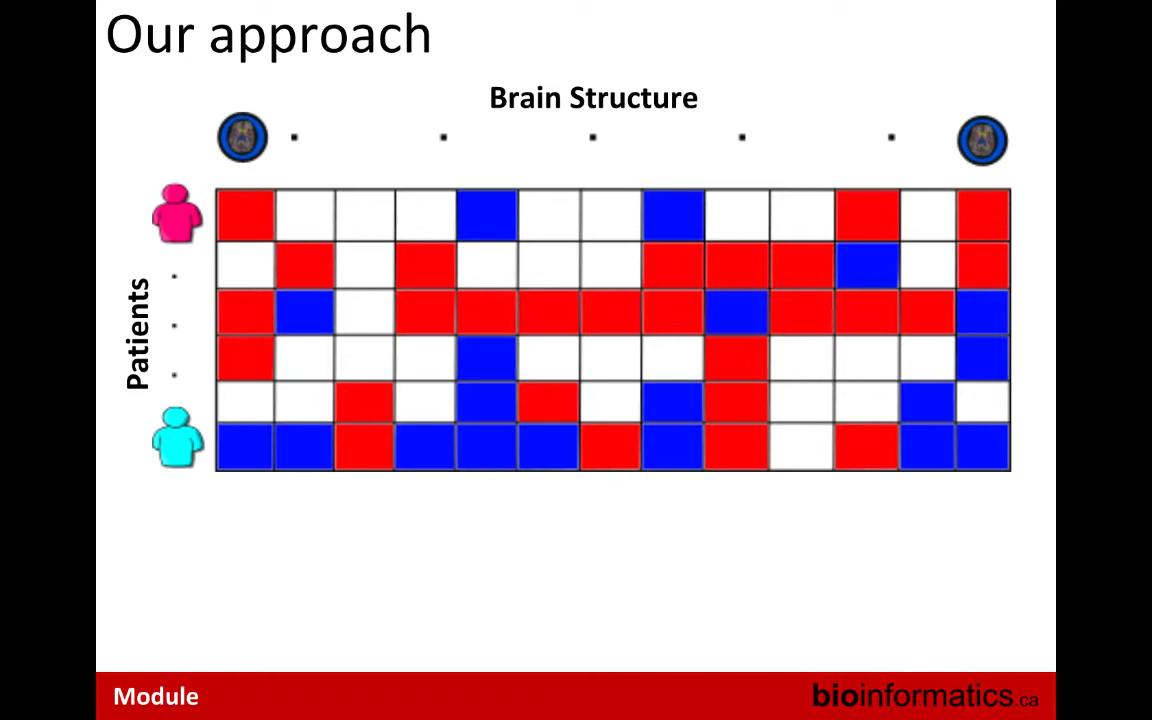 Our approach
Brain Structure
Patients
Module
bioinformatics.ca